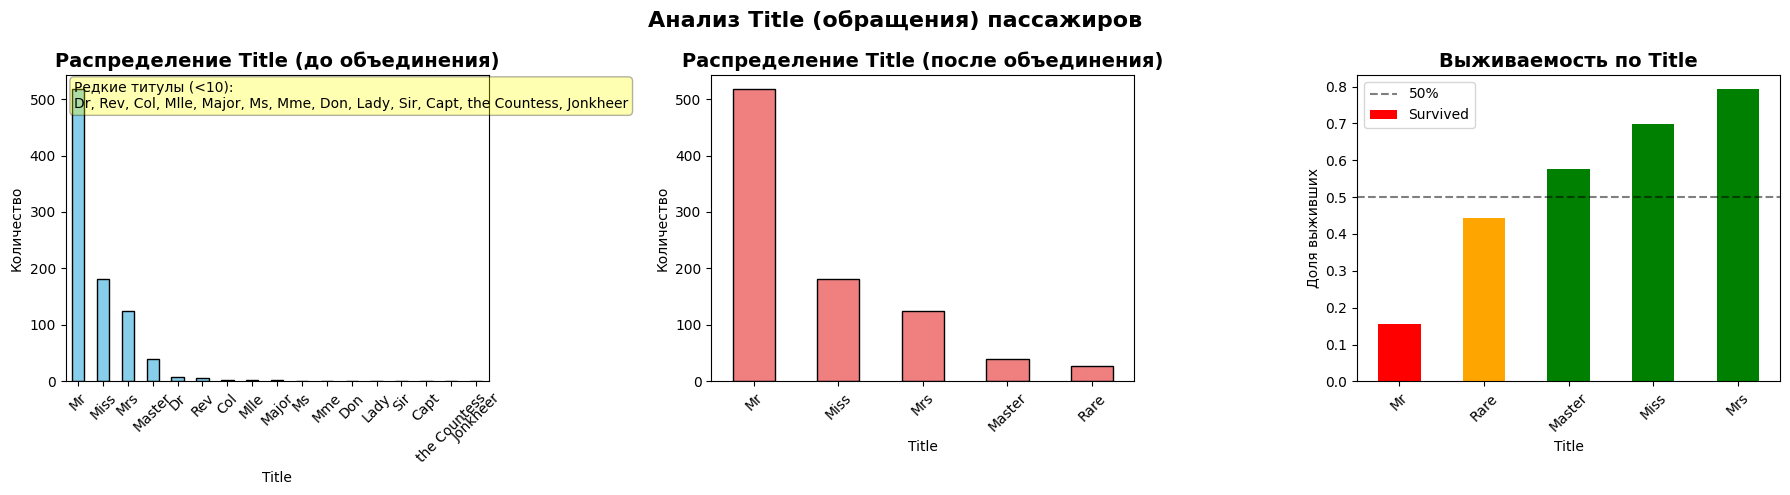 Анализ Title (обращения) пассажиров
Распределение Title (до объединения)
Редкие титулы (<10):
Dr, Rev, Col, Mlle, Major, Ms, Mme, Don, Lady, Sir, Capt, the Countess, Jonkheer
Количество
500
400
300
200
100
0
Mr
Miss
Mrs
Master
Dr
Rev
Col
Mlle
Major
Ms
Mme
Don
Lady
Sir
Capt
the Countess
Jonkheer
Title
Распределение Title (после объединения)
Количество
500
400
300
200
100
0
Mr
Miss
Mrs
Master
Rare
Title
Выживаемость по Title
50%
Survived
Доля выживших
0.8
0.7
0.6
0.5
0.4
0.3
0.2
0.1
0.0
Mr
Rare
Master
Miss
Mrs
Title